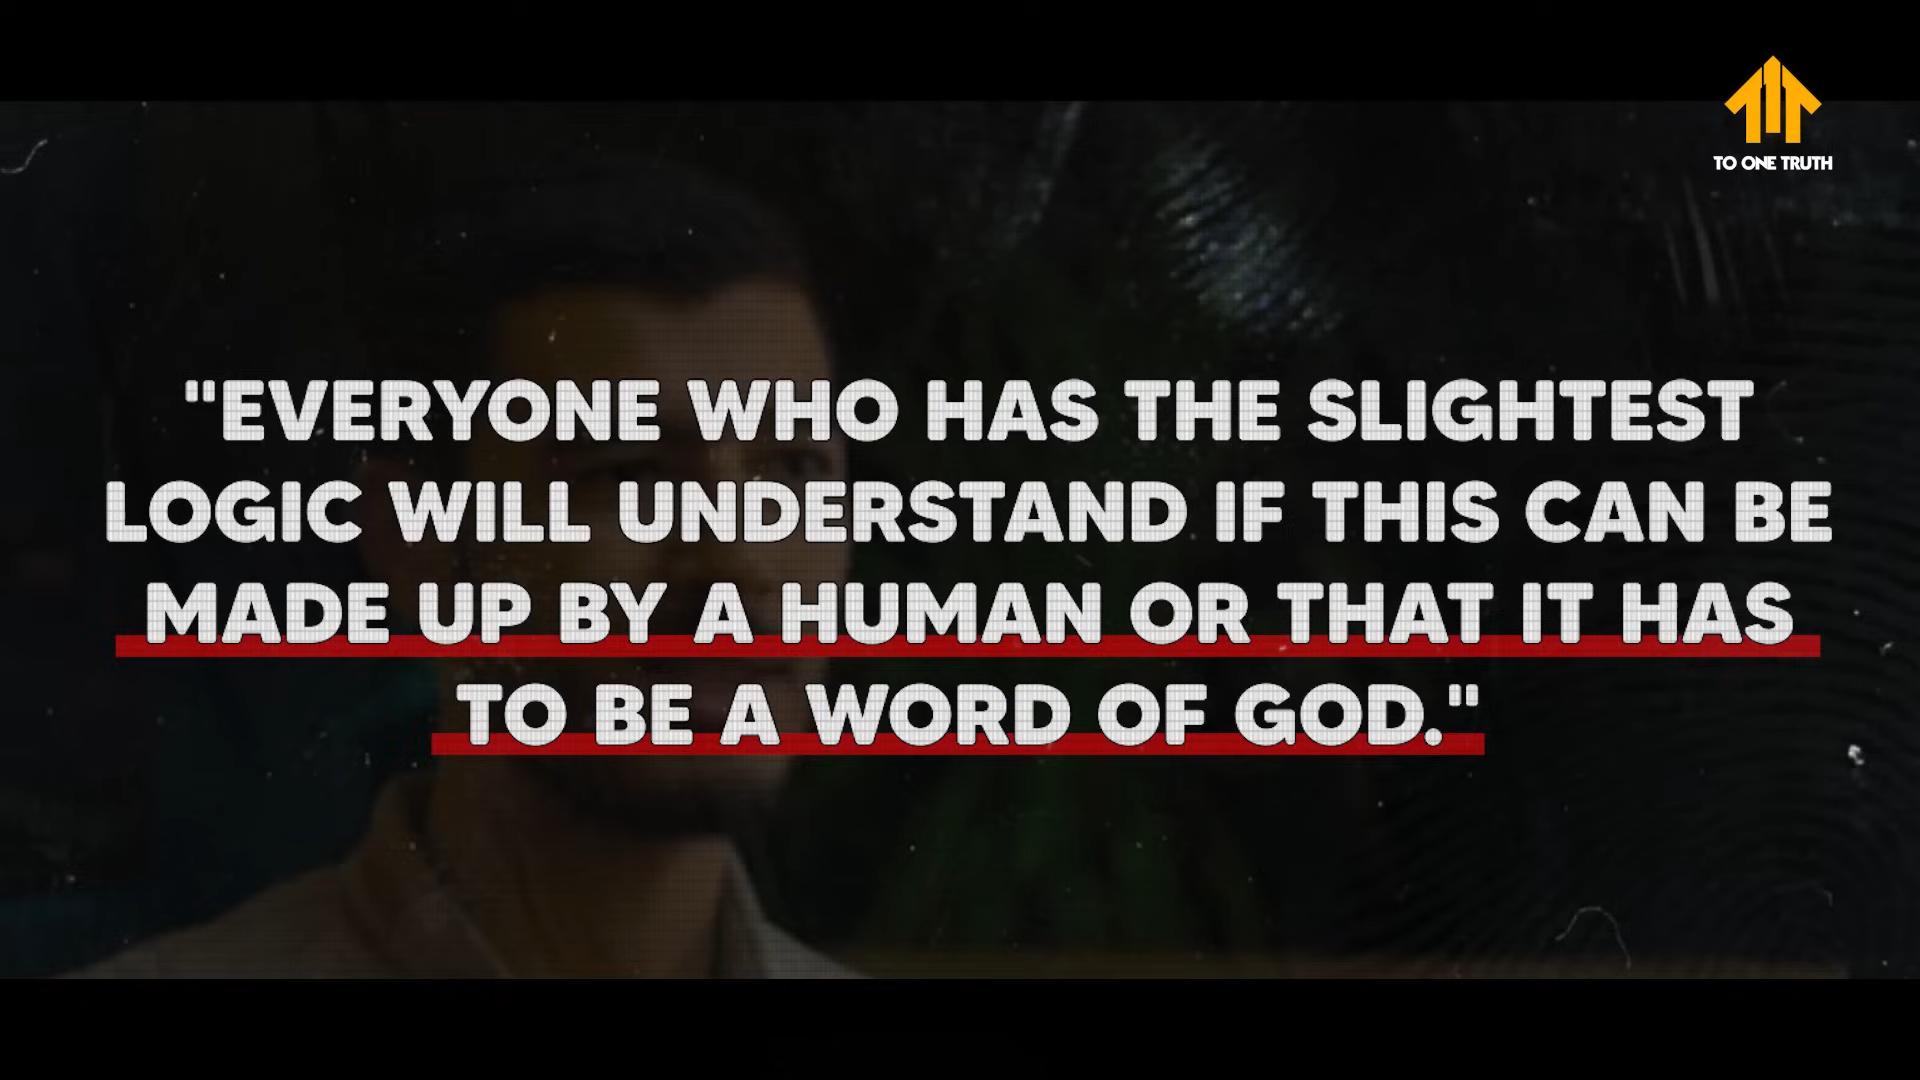 TO ONE TRUTH
"EVERYONE WHO HAS THE SLIGHTEST
LOGIC WILL UNDERSTAND IF THIS CAN BE
MADE UP BY A HUMAN OR THAT IT HAS
TO BE A WORD OF GOD."